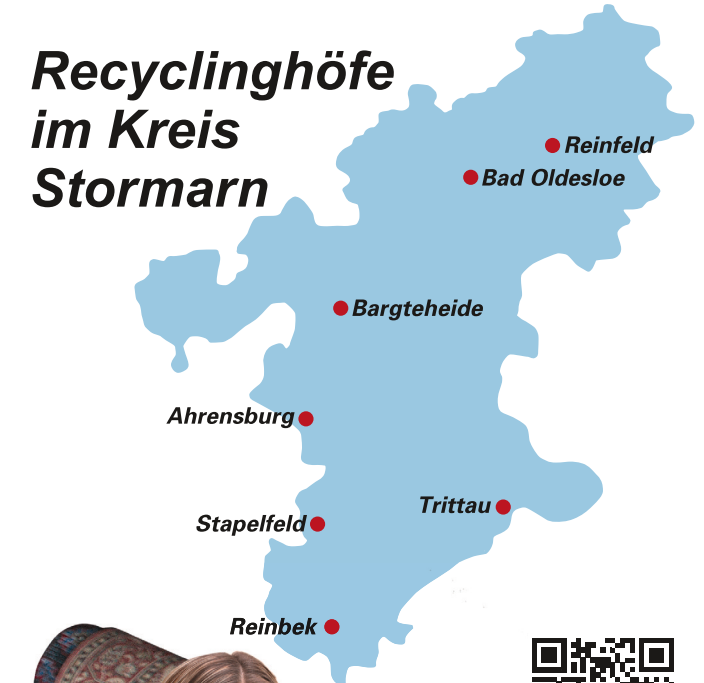 Recyclinghöfe
im Kreis
Stormarn
Reinfeld
Bad Oldesloe
Bargteheide
Ahrensburg
Trittau
Stapelfeld
Reinbek